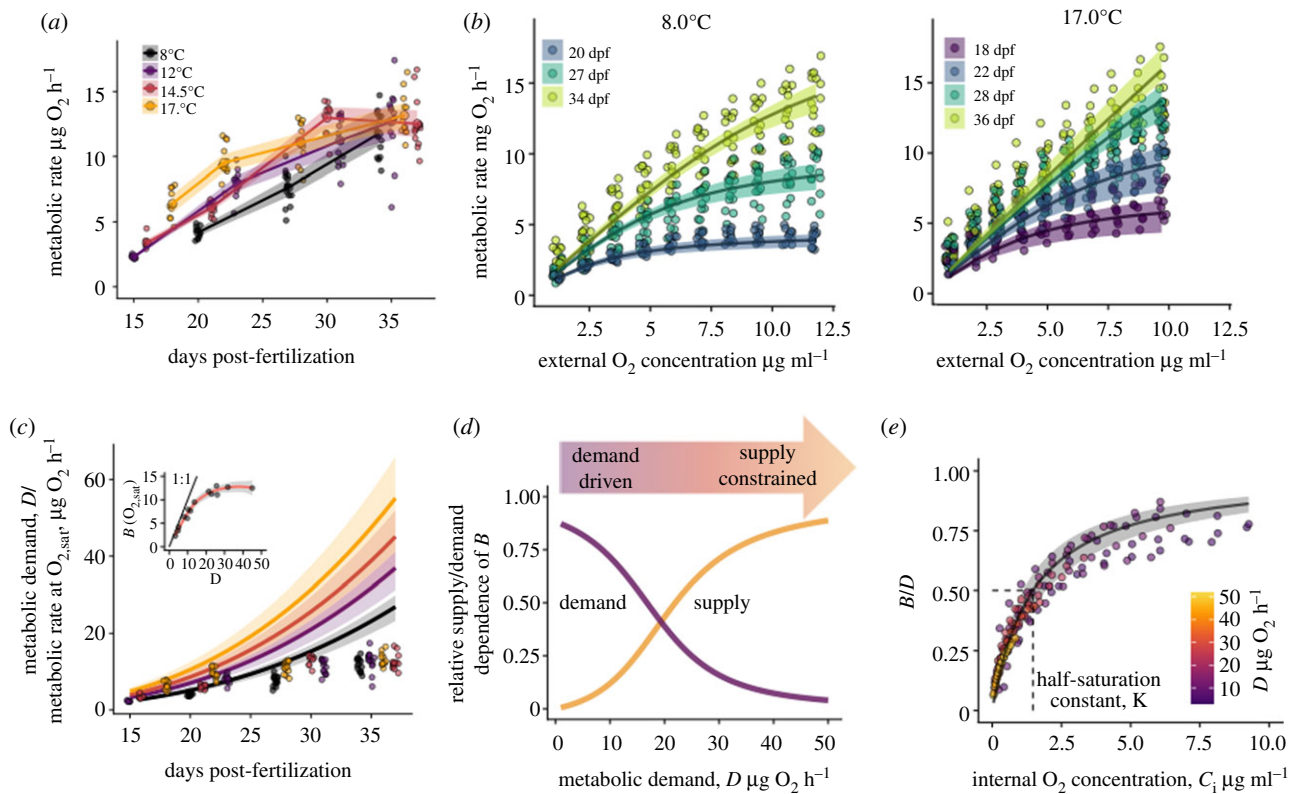 (a)
metabolic rate µg O2 h–1
15
10
5
0
8°C
12°C
14.5°C
17.°C
15 20 25 30 35
days post-fertilization
(b)
8.0°C
metabolic rate mg O2 h–1
15
10
5
0
20 dpf
27 dpf
34 dpf
2.5 5 7.5 10.0 12.5
external O2 concentration µg ml–1
17.0°C
15
10
5
0
18 dpf
22 dpf
28 dpf
36 dpf
2.5 5.0 7.5 10.0 12.5
external O2 concentration µg ml–1
(c)
metabolic demand, D/
metabolic rate at O2,sat, µg O2 h–1
60
40
20
0
B (O2,sat)
15
10
5
0
1:1
0 10 20 30 40 50
D
15 20 25 30 35
days post-fertilization
(d)
demand
driven
supply
constrained
relative supply/demand
dependence of B
1.00
0.75
0.50
0.25
0
demand
supply
0 10 20 30 40 50
metabolic demand, D µg O2 h–1
(e)
B/D
1.00
0.75
0.50
0.25
0
half-saturation
constant, K
50
40
30
20
10
D µg O2 h–1
0 2.5 5.0 7.5 10.0
internal O2 concentration, Ci µg ml–1